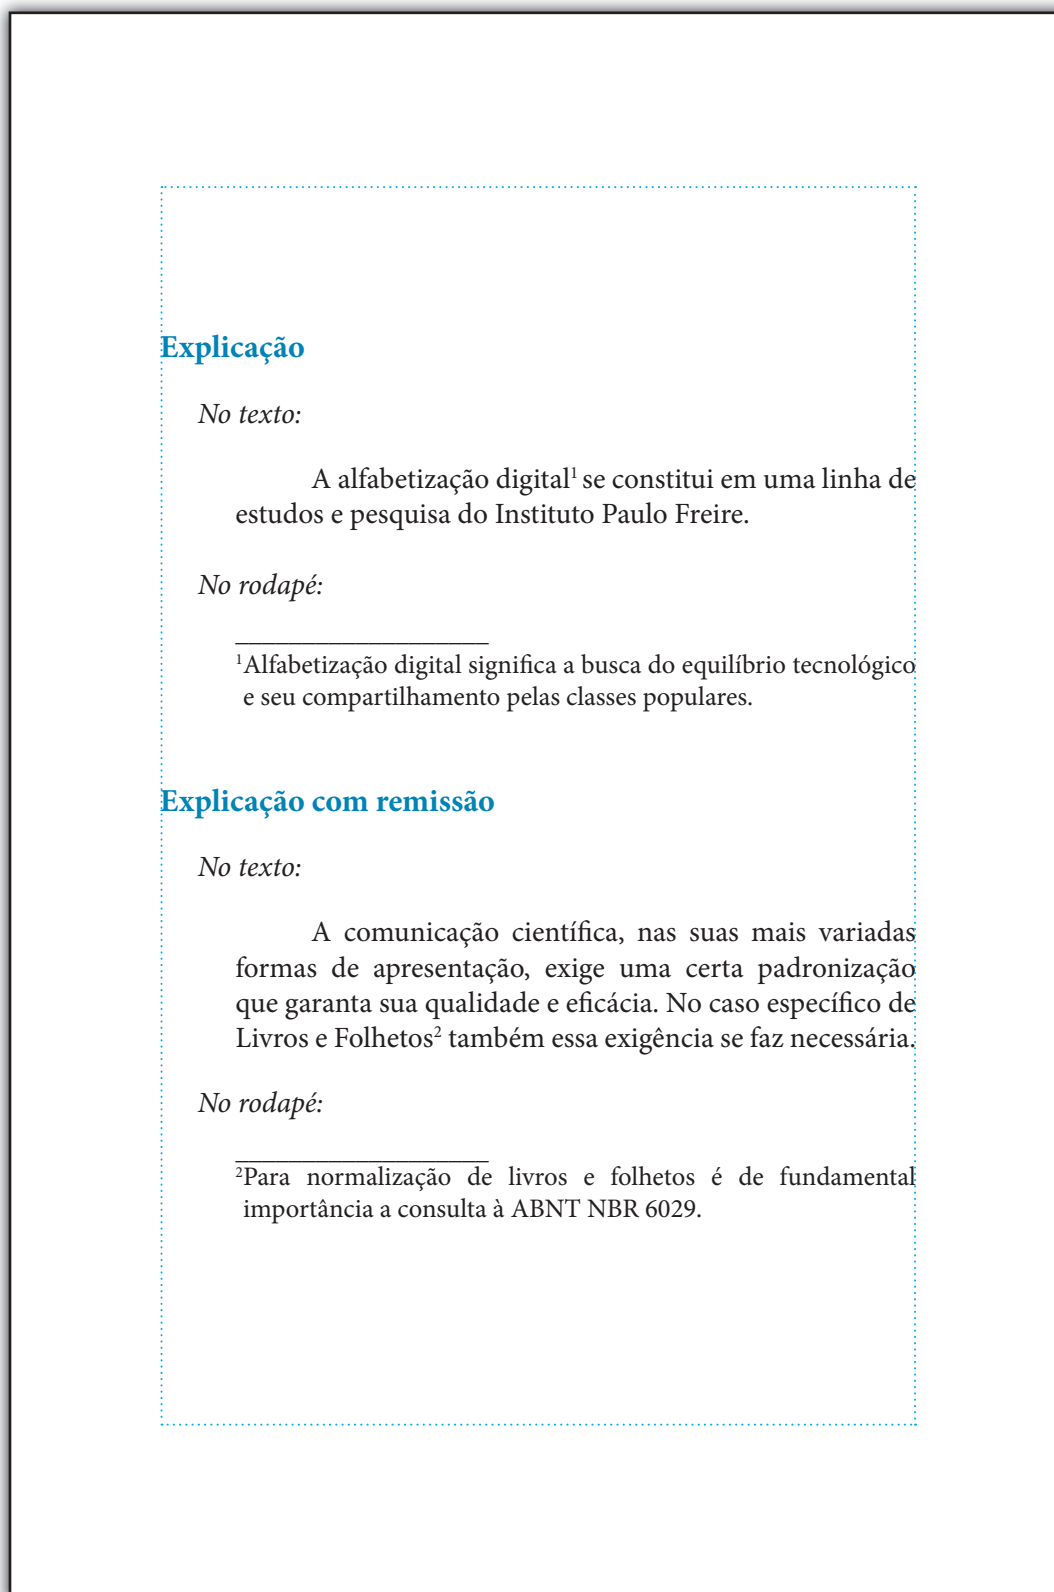 Explicação
No texto:
A alfabetização digital¹ se constitui em uma linha de
estudos e pesquisa do Instituto Paulo Freire.
No rodapé:
___________________
¹Alfabetização digital significa a busca do equilíbrio tecnológico
e seu compartilhamento pelas classes populares.
Explicação com remissão
No texto:
A comunicação científica, nas suas mais variadas
formas de apresentação, exige uma certa padronização
que garanta sua qualidade e eficácia. No caso específico de
Livros e Folhetos² também essa exigência se faz necessária.
No rodapé:
___________________
²Para normalização de livros e folhetos é de fundamental
importância a consulta à ABNT NBR 6029.